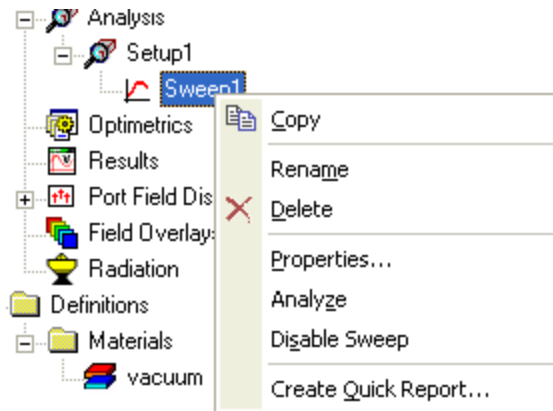 Analysis
Setup1
Sweep1
Optimetrics
Results
Port Field Dis
Field Overlays
Radiation
Definitions
Materials
vacuum
Copy
Rename
Delete
Properties...
Analyze
Disable Sweep
Create Quick Report...